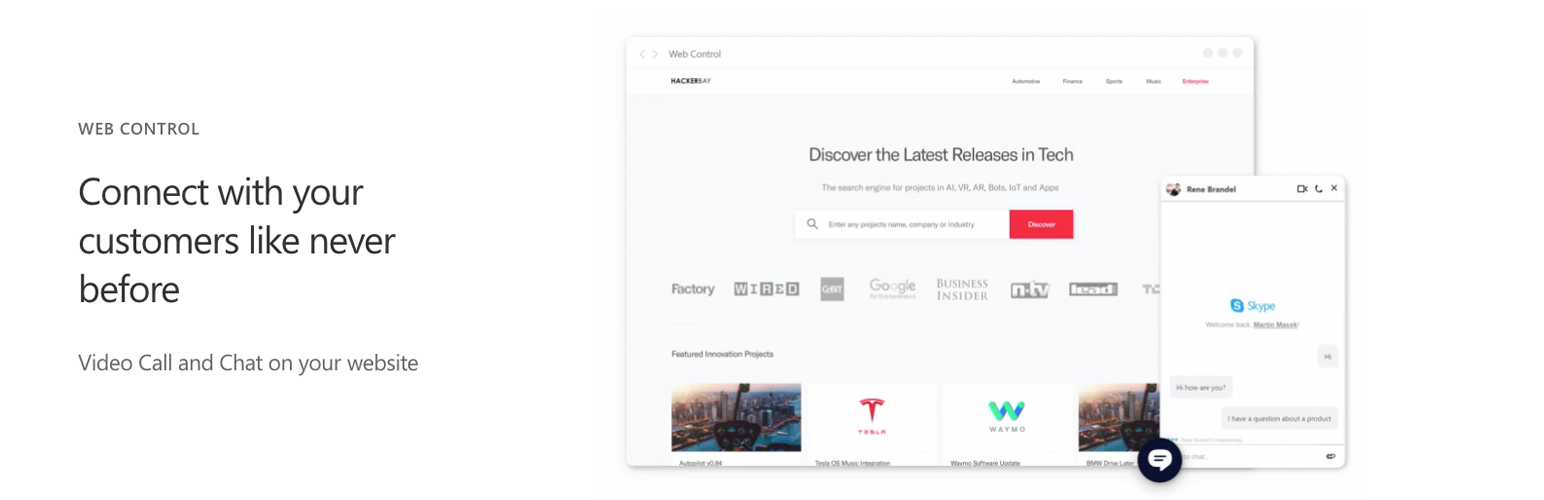 WEB CONTROL
Connect with your
customers like never
before
Video Call and Chat on your website
Web Control
HACKERBAY
Automotive Finance Sports Music Enterprise
Discover the Latest Releases in Tech
The search engine for projects in AI, VR, AR, Bots, IoT and Apps
Enter any projects name, company or industry Discover
Factory WIRED CeBIT Google for Entrepreneurs BUSINESS INSIDER n-tv lead
Featured Innovation Projects
TESLA WAYMO
Autopilot v0.84 Tesla OS Music Integration Waymo Software Update BMW Drive Later
Rene Brandel
Skype
Welcome back, Martin Masek!
Hi
Hi how are you?
I have a question about a product
chat...